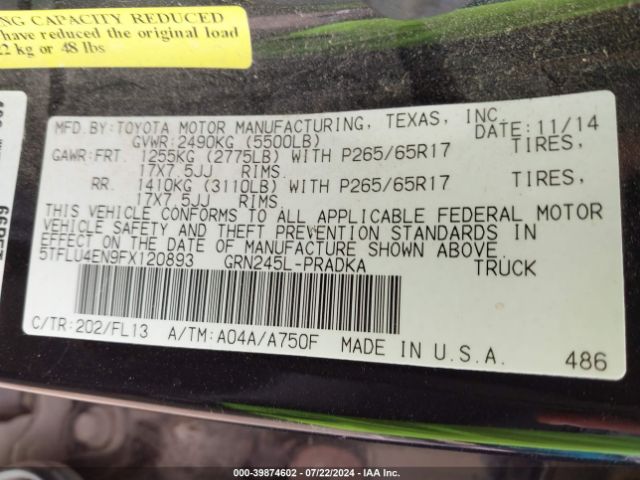 NG CAPACITY REDUCED
have reduced the original load
2 kg or 48 lbs
MFD.BY:TOYOTA MOTOR MANUFACTURING, TEXAS, INC.
GVWR:2490KG (5500LB) DATE:11/14
GAWR:FRT. 1255KG (2775LB) WITH P265/65R17 TIRES,
17X7.5JJ RIMS.
RR. 1410KG (3110LB) WITH P265/65R17 TIRES,
17X7.5JJ RIMS.
THIS VEHICLE CONFORMS TO ALL APPLICABLE FEDERAL MOTOR
VEHICLE SAFETY AND THEFT PREVENTION STANDARDS IN
EFFECT ON THE DATE OF MANUFACTURE SHOWN ABOVE.
5TFLU4EN9FX120893 GRN245L-PRADKA TRUCK
C/TR:202/FL13 A/TM:A04A/A750F MADE IN U.S.A. 486
000-39874602 - 07/22/2024 - IAA Inc.